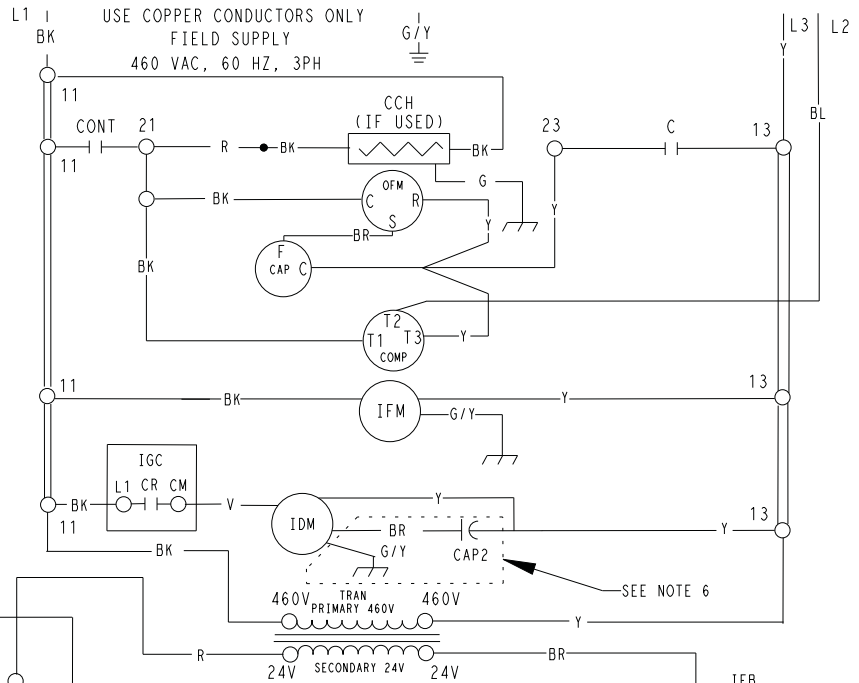 L1
USE COPPER CONDUCTORS ONLY
FIELD SUPPLY
460 VAC, 60 HZ, 3PH
BK
G/Y
L3
L2
Y
11
CONT
21
CCH
(IF USED)
23
C
13
BL
11
R
BK
BK
G
OFM
C
R
S
BK
Y
Y
BR
F
CAP
C
BK
T2
T1
T3
COMP
Y
11
BK
IFM
Y
13
G/Y
IGC
L1
CR
CM
BK
V
IDM
Y
BR
CAP2
G/Y
Y
13
11
BK
SEE NOTE 6
460V
TRAN
PRIMARY 460V
460V
Y
R
24V
SECONDARY 24V
24V
BR